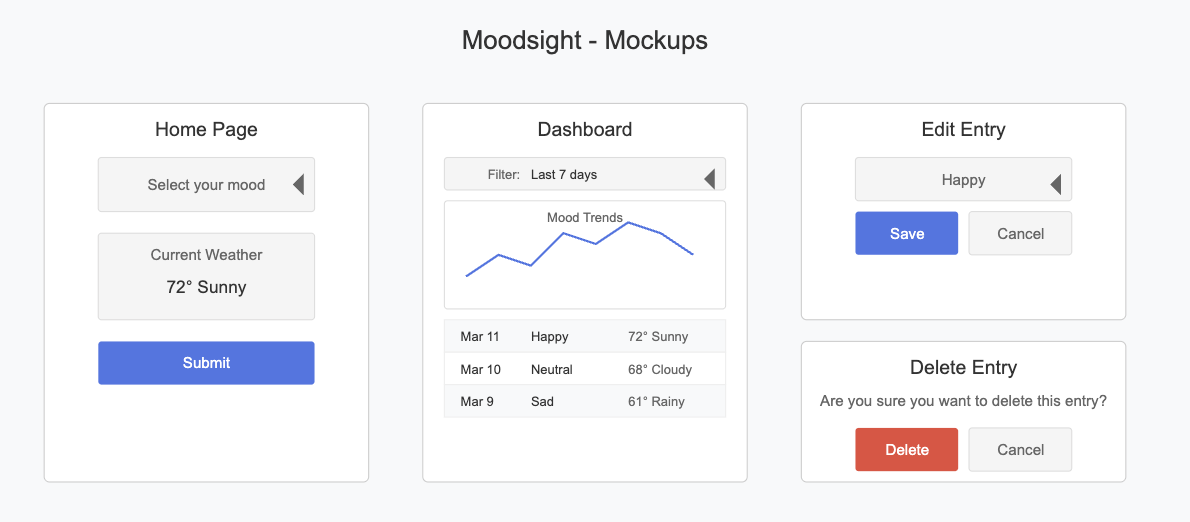 Moodsight - Mockups
Home Page
Select your mood
Current Weather
72° Sunny
Submit
Dashboard
Filter: Last 7 days
Mood Trends
Mar 11 Happy 72° Sunny
Mar 10 Neutral 68° Cloudy
Mar 9 Sad 61° Rainy
Edit Entry
Happy
Save Cancel
Delete Entry
Are you sure you want to delete this entry?
Delete Cancel